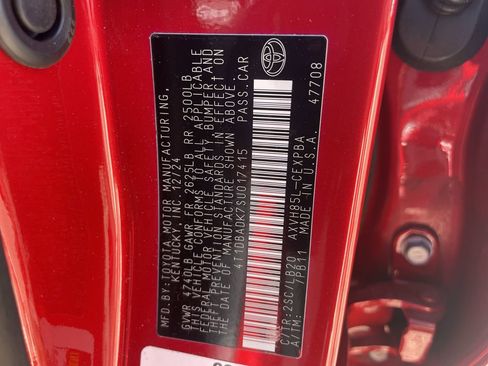 MFD. BY: TOYOTA MOTOR MANUFACTURING,
KENTUCKY, INC. 12/24
GVWR 4740LB GAWR FR 2625LB RR 2500LB
THIS VEHICLE CONFORMS TO ALL APPLICABLE
FEDERAL MOTOR VEHICLE SAFETY, BUMPER, AND
THEFT PREVENTION STANDARDS IN EFFECT ON
THE DATE OF MANUFACTURE SHOWN ABOVE.
4T1DBADK7SU017415 PASS. CAR
C/TR: 2SC/LB20 AXVH85L-CEXPBA
A/TM: 7PB11 MADE IN U.S.A.
47708